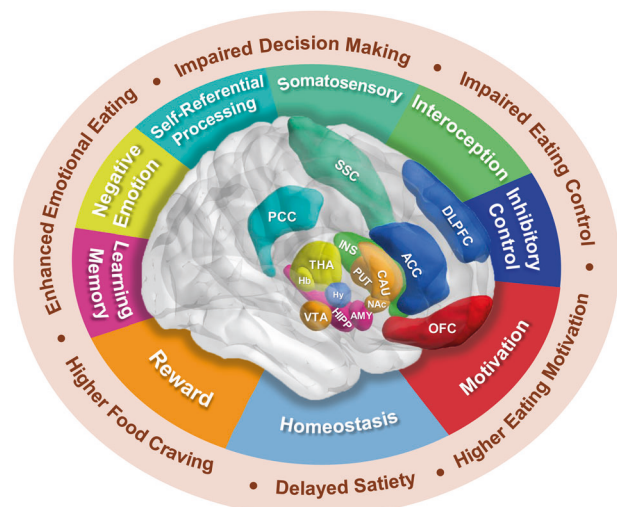 Impaired Decision Making
•
Impaired Eating Control
•
Higher Eating Motivation
•
Delayed Satiety
•
Higher Food Craving
•
Enhanced Emotional Eating
•
Somatosensory
Interoception
Inhibitory
Control
Motivation
Homeostasis
Reward
Learning
Memory
Negative
Emotion
Self-Referential
Processing
SSC
DLPFC
PCC
INS
ACC
THA
PUT
CAU
Hb
Hy
NAc
VTA
HIPP
AMY
OFC